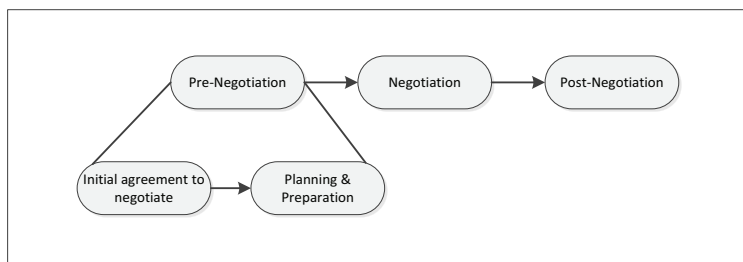 Pre-Negotiation
Negotiation
Post-Negotiation
Initial agreement to
negotiate
Planning &
Preparation